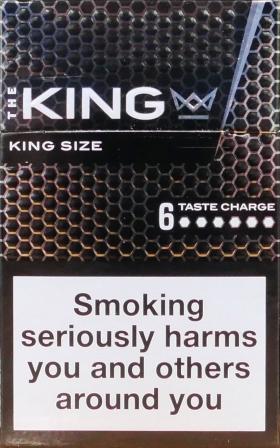 THE KING
KING SIZE
6 TASTE CHARGE
Smoking
seriously harms
you and others
around you